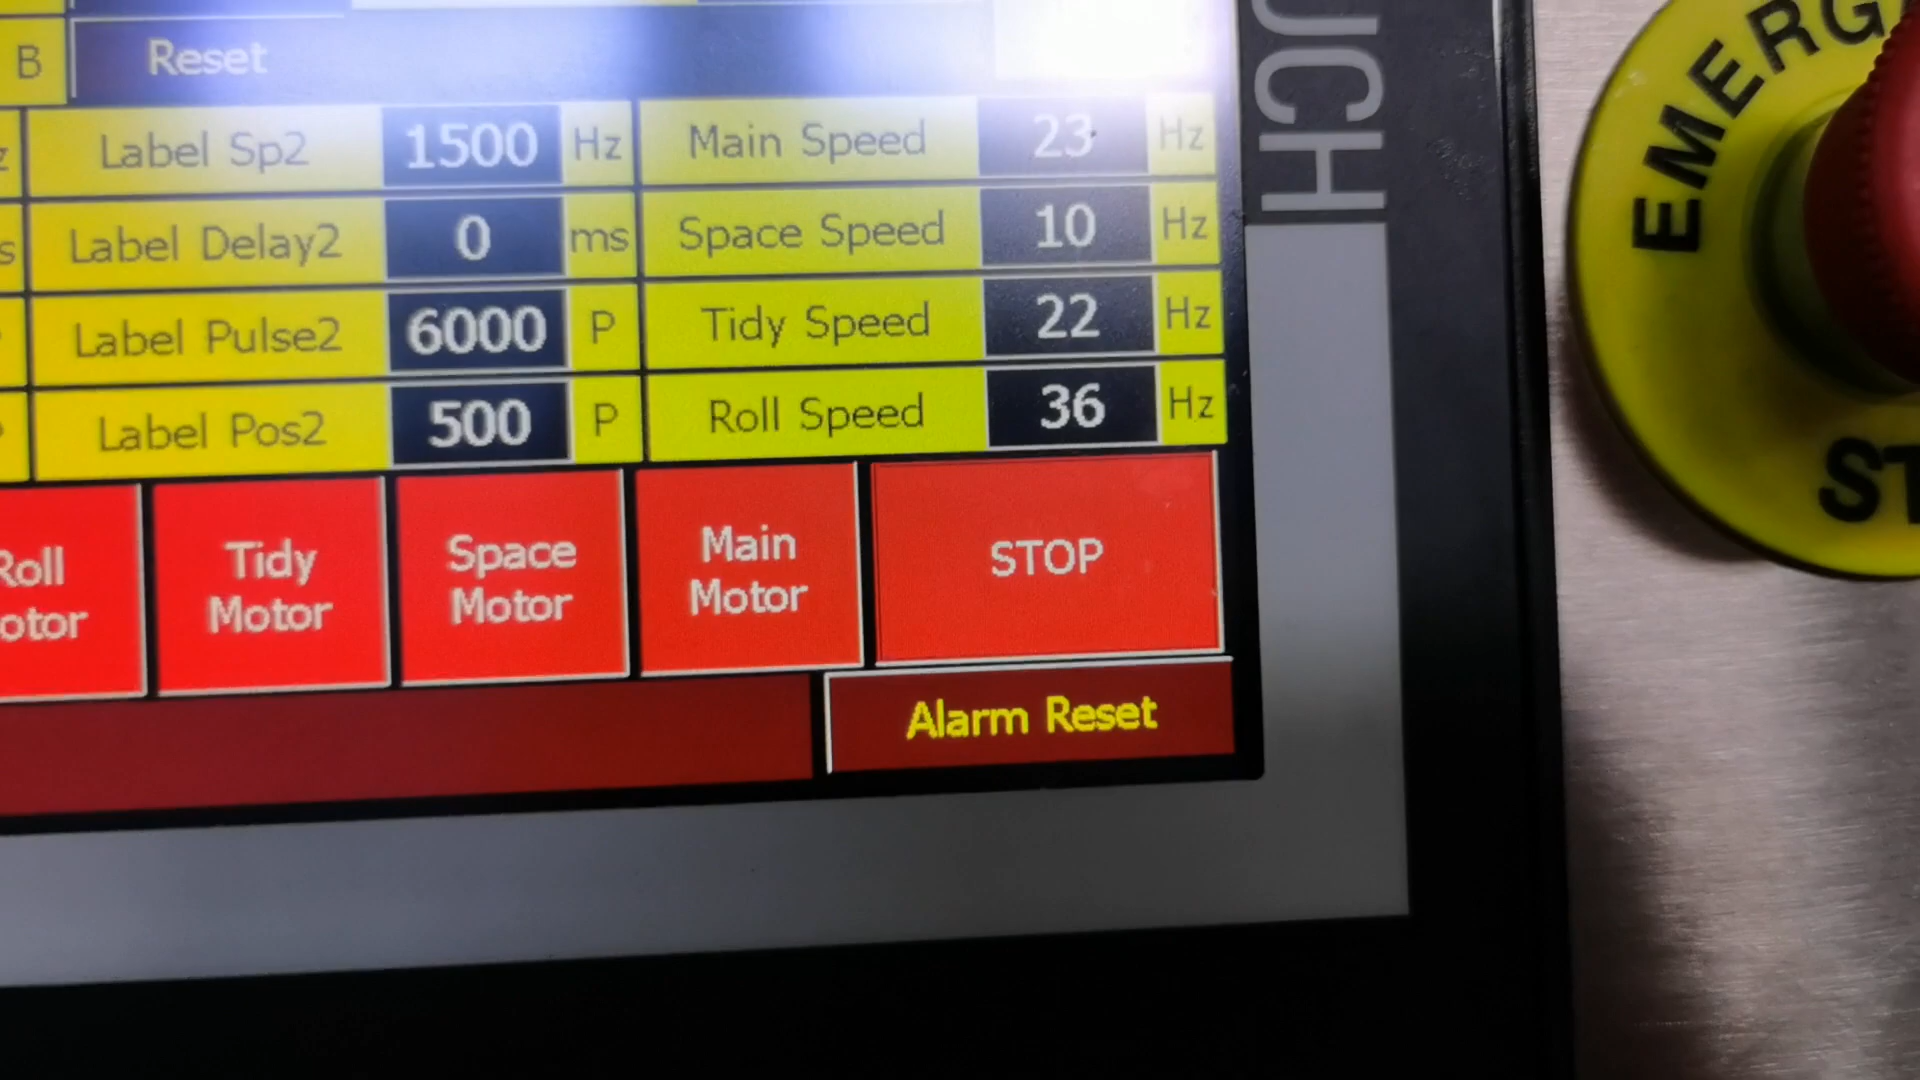 B Reset
Label Sp2 1500 Hz Main Speed 23 Hz
Label Delay2 0 ms Space Speed 10 Hz
Label Pulse2 6000 P Tidy Speed 22 Hz
Label Pos2 500 P Roll Speed 36 Hz
Roll
otor
Tidy
Motor
Space
Motor
Main
Motor
STOP
Alarm Reset
UCH
EMERG
ST